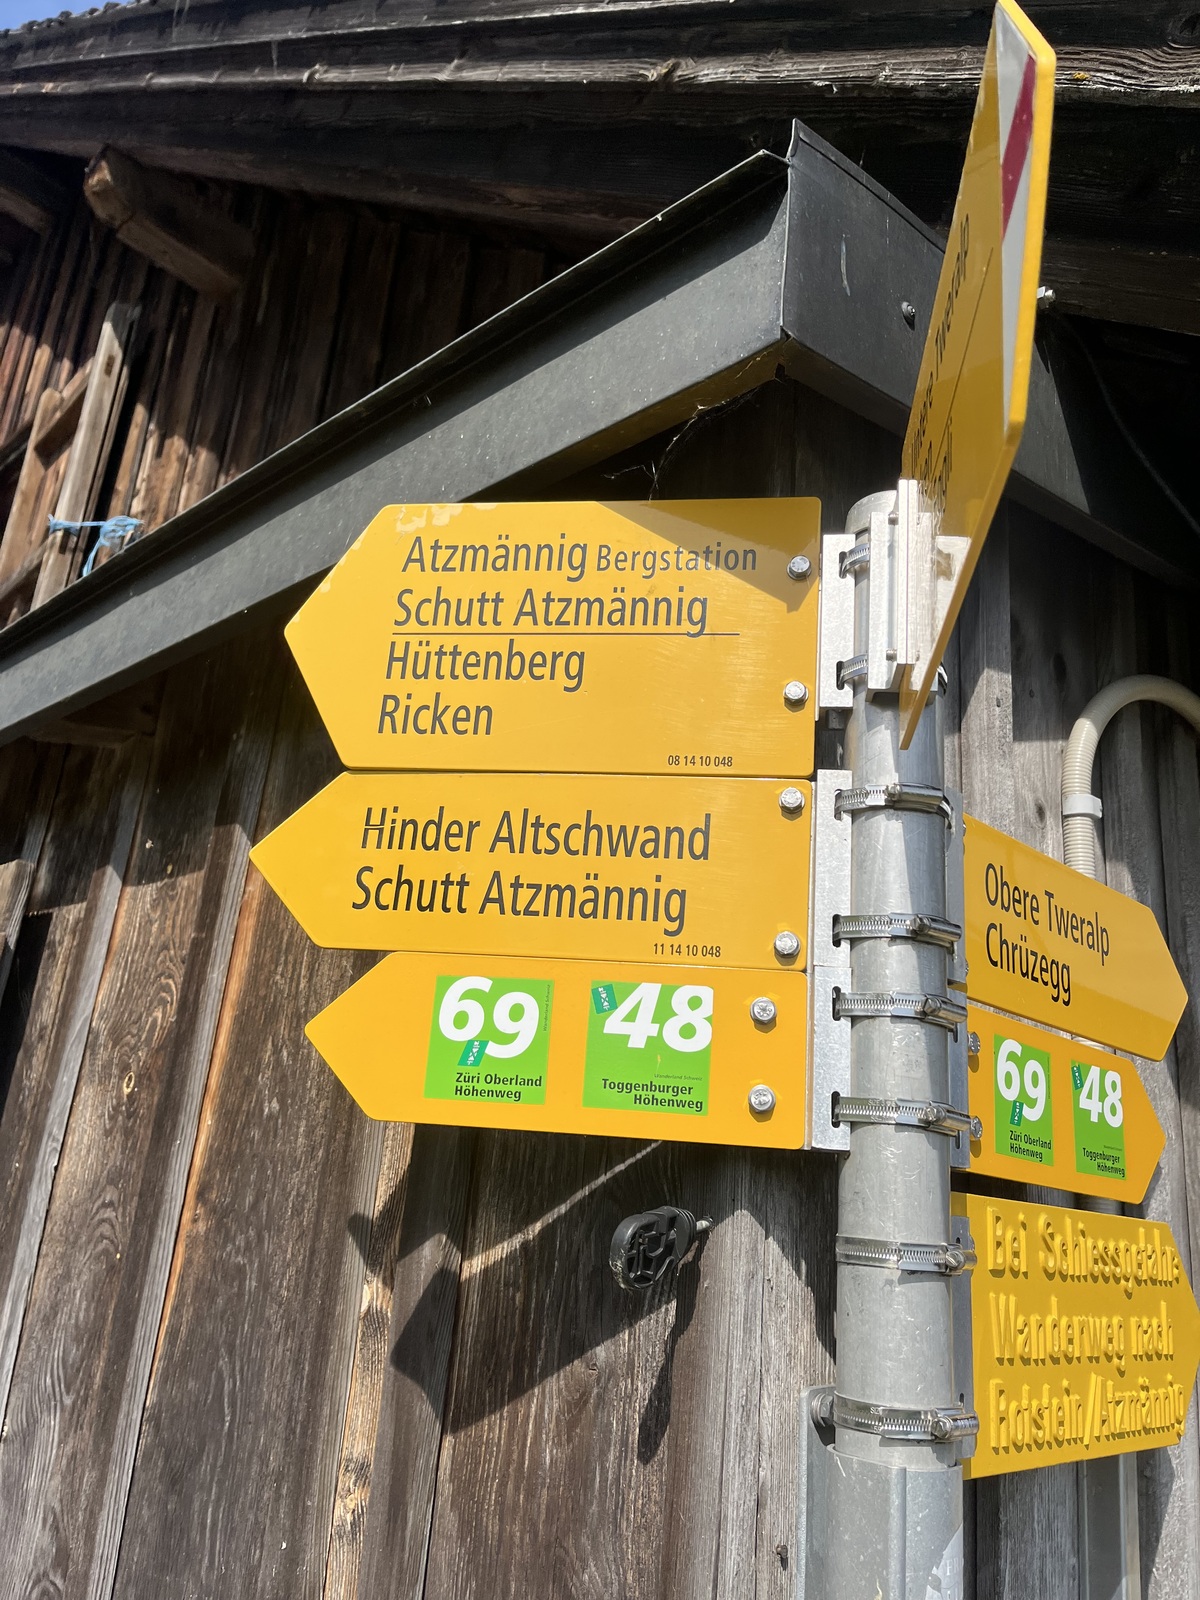 Tweralp
Atzmännig Bergstation
Schutt Atzmännig
Hüttenberg
Ricken
08 14 10 048
Hinder Altschwand
Schutt Atzmännig
11 14 10 048
69
Züri Oberland
Höhenweg
48
Toggenburger
Höhenweg
Obere Tweralp
Chrüzegg
69
Züri Oberland
Höhenweg
48
Toggenburger
Höhenweg
Bei Schiessgefahr
Wanderweg nach
Rotstein/Atzmännig